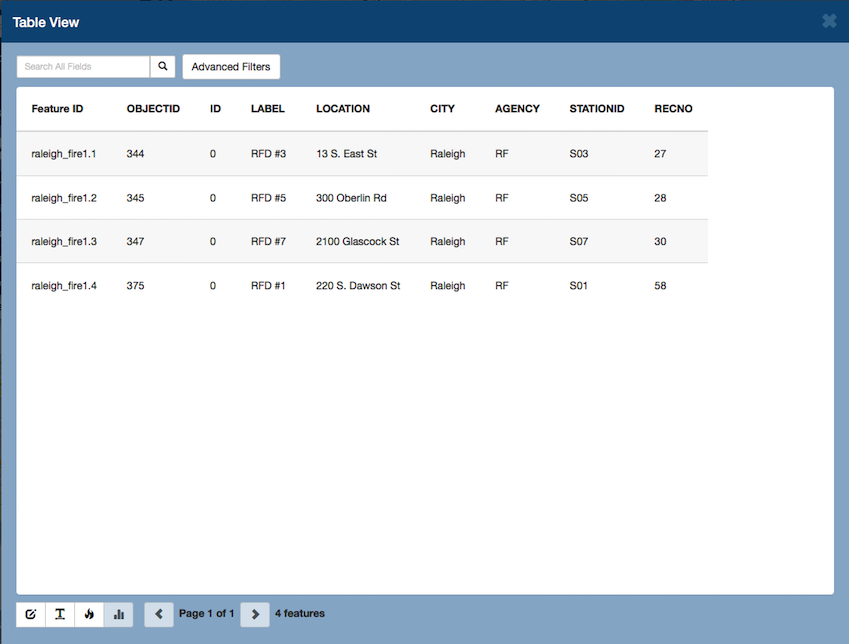 Table View
Search All Fields Advanced Filters
Feature ID OBJECTID ID LABEL LOCATION CITY AGENCY STATIONID RECNO
raleigh_fire1.1 344 0 RFD #3 13 S. East St Raleigh RF S03 27
raleigh_fire1.2 345 0 RFD #5 300 Oberlin Rd Raleigh RF S05 28
raleigh_fire1.3 347 0 RFD #7 2100 Glascock St Raleigh RF S07 30
raleigh_fire1.4 375 0 RFD #1 220 S. Dawson St Raleigh RF S01 58
Page 1 of 1 4 features